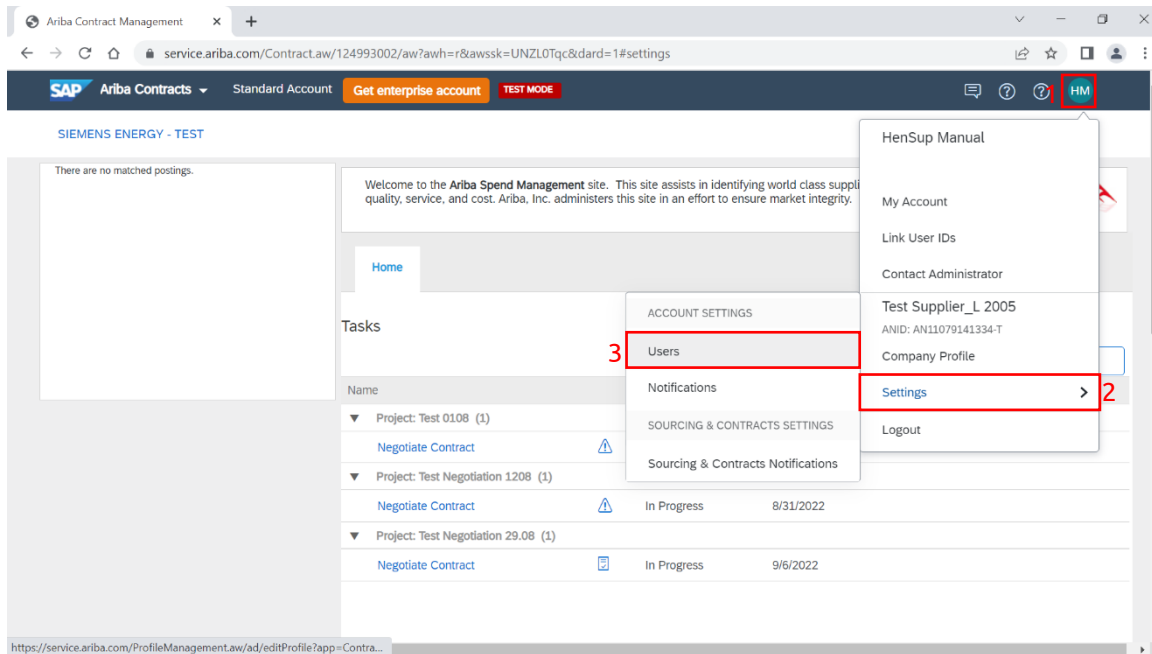 Ariba Contract Management
service.ariba.com/Contract.aw/124993002/aw?awh=r&awssk=UNZL0Tqc&dard=1#settings
SAP Ariba Contracts Standard Account Get enterprise account TEST MODE 1 HM
SIEMENS ENERGY - TEST
HenSup Manual
There are no matched postings.
Welcome to the Ariba Spend Management site. This site assists in identifying world class suppli
quality, service, and cost. Ariba, Inc. administers this site in an effort to ensure market integrity.
My Account
Link User IDs
Home
Contact Administrator
ACCOUNT SETTINGS
Test Supplier_L 2005
Tasks
ANID: AN11079141334-T
3 Users
Company Profile
Name
Notifications
Settings 2
Project: Test 0108 (1)
SOURCING & CONTRACTS SETTINGS
Logout
Negotiate Contract
Sourcing & Contracts Notifications
Project: Test Negotiation 1208 (1)
Negotiate Contract In Progress 8/31/2022
Project: Test Negotiation 29.08 (1)
Negotiate Contract In Progress 9/6/2022
https://service.ariba.com/ProfileManagement.aw/ad/editProfile?app=Contra...